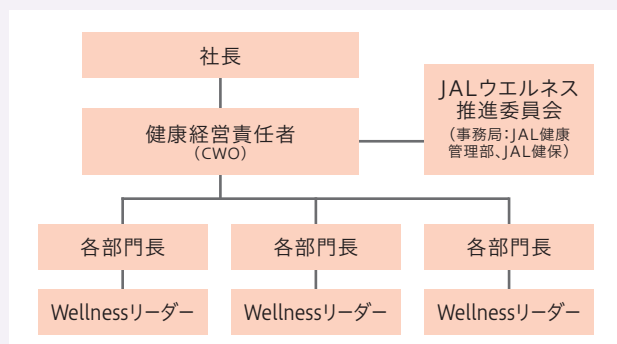 社長
健康経営責任者
（CWO）
JALウエルネス
推進委員会
（事務局：JAL健康
管理部、JAL健保）
各部門長
各部門長
各部門長
Wellnessリーダー
Wellnessリーダー
Wellnessリーダー